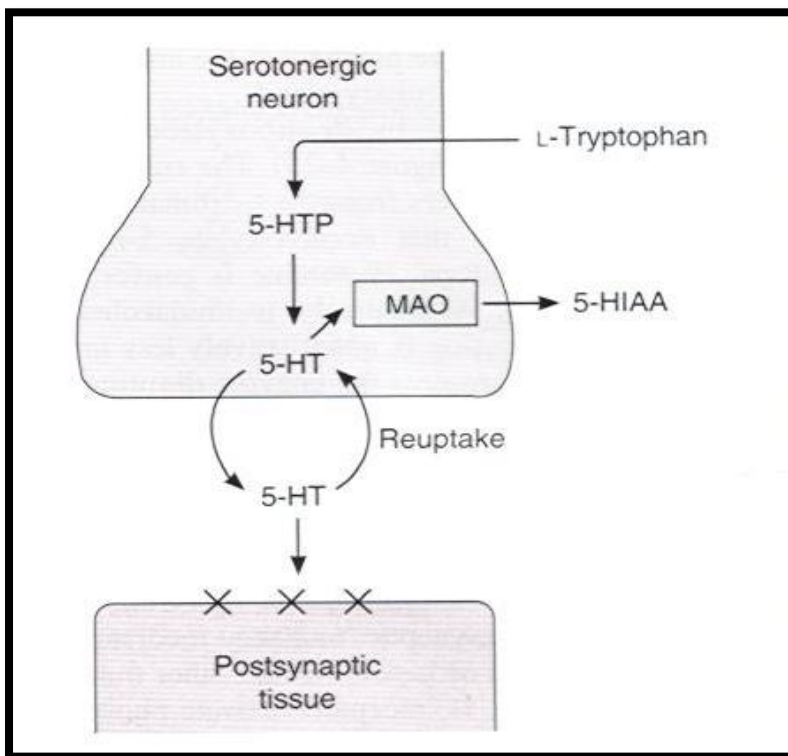 Serotonergic
neuron
L-Tryptophan
5-HTP
MAO
5-HIAA
5-HT
Reuptake
5-HT
Postsynaptic
tissue